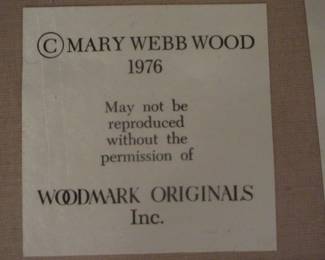 © MARY WEBB WOOD
1976
May not be
reproduced
without the
permission of
WOODMARK ORIGINALS
Inc.